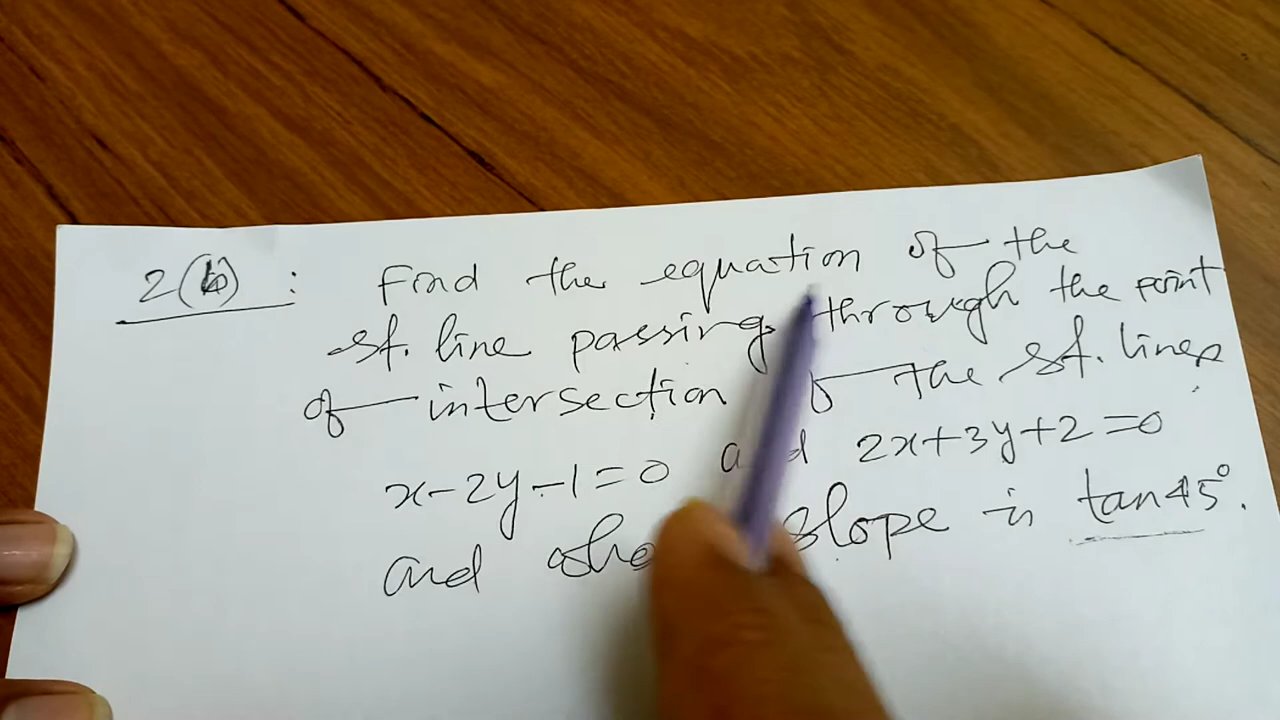 2(b) : Find the equation of the
st. line passing through the point
of intersection of the st. lines
x-2y-1=0 and 2x+3y+2=0
and slope is tan45°.